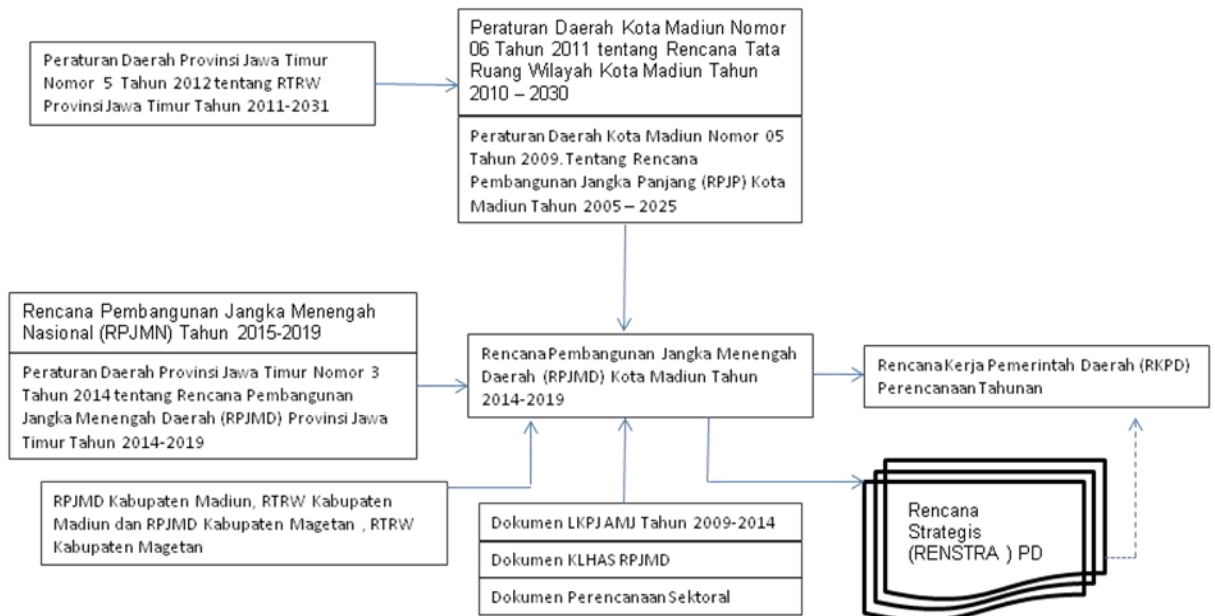 Peraturan Daerah Provinsi Jawa Timur
Nomor 5 Tahun 2012 tentang RTRW
Provinsi Jawa Timur Tahun 2011-2031
Peraturan Daerah Kota Madiun Nomor
06 Tahun 2011 tentang Rencana Tata
Ruang Wilayah Kota Madiun Tahun
2010 – 2030
Peraturan Daerah Kota Madiun Nomor 05
Tahun 2009. Tentang Rencana
Pembangunan Jangka Panjang (RPJP) Kota
Madiun Tahun 2005 – 2025
Rencana Pembangunan Jangka Menengah
Nasional (RPJMN) Tahun 2015-2019
Peraturan Daerah Provinsi Jawa Timur Nomor 3
Tahun 2014 tentang Rencana Pembangunan
Jangka Menengah Daerah (RPJMD) Provinsi Jawa
Timur Tahun 2014-2019
Rencana Pembangunan Jangka Menengah
Daerah (RPJMD) Kota Madiun Tahun
2014-2019
Rencana Kerja Pemerintah Daerah (RKPD)
Perencanaan Tahunan
RPJMD Kabupaten Madiun, RTRW Kabupaten
Madiun dan RPJMD Kabupaten Magetan , RTRW
Kabupaten Magetan
Dokumen LKPJ AMJ Tahun 2009-2014
Dokumen KLHAS RPJMD
Dokumen Perencanaan Sektoral
Rencana
Strategis
(RENSTRA ) PD